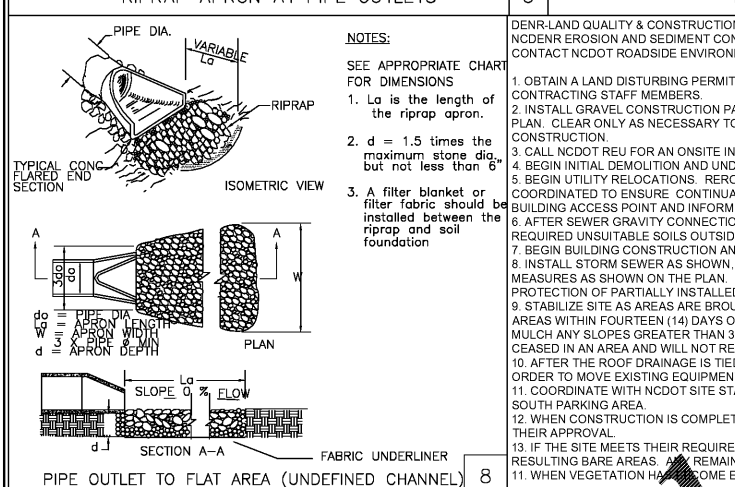 RIPRAP APRON AT PIPE OUTLETS
PIPE DIA.
VARIABLE
La
RIPRAP
TYPICAL CONC
FLARED END
SECTION
ISOMETRIC VIEW
NOTES:
SEE APPROPRIATE CHART
FOR DIMENSIONS
1. La is the length of
the riprap apron.
2. d = 1.5 times the
maximum stone dia.
but not less than 6"
3. A filter blanket or
filter fabric should be
installed between the
riprap and soil
foundation
A
A
3do
do
W
do = PIPE DIA
La = APRON LENGTH
W = APRON WIDTH
3 X PIPE ø MIN
d = APRON DEPTH
PLAN
La
SLOPE 0 % FLOW
d
SECTION A-A
FABRIC UNDERLINER
PIPE OUTLET TO FLAT AREA (UNDEFINED CHANNEL)
8
DENR-LAND QUALITY & CONSTRUCTION
NCDENR EROSION AND SEDIMENT CON
CONTACT NCDOT ROADSIDE ENVIRON
1. OBTAIN A LAND DISTURBING PERMIT
CONTRACTING STAFF MEMBERS.
2. INSTALL GRAVEL CONSTRUCTION PA
PLAN. CLEAR ONLY AS NECESSARY TO
CONSTRUCTION.
3. CALL NCDOT REU FOR AN ONSITE IN
4. BEGIN INITIAL DEMOLITION AND UND
5. BEGIN UTILITY RELOCATIONS. RERO
COORDINATED TO ENSURE CONTINUA
BUILDING ACCESS POINT AND INFORM
6. AFTER SEWER GRAVITY CONNECTIO
REQUIRED UNSUITABLE SOILS OUTSID
7. BEGIN BUILDING CONSTRUCTION AN
8. INSTALL STORM SEWER AS SHOWN,
MEASURES AS SHOWN ON THE PLAN.
PROTECTION OF PARTIALLY INSTALLED
9. STABILIZE SITE AS AREAS ARE BROU
AREAS WITHIN FOURTEEN (14) DAYS O
MULCH ANY SLOPES GREATER THAN 3
CEASED IN AN AREA AND WILL NOT RE
10. AFTER THE ROOF DRAINAGE IS TIED
ORDER TO MOVE EXISTING EQUIPMEN
11. COORDINATE WITH NCDOT SITE STA
SOUTH PARKING AREA.
12. WHEN CONSTRUCTION IS COMPLET
THEIR APPROVAL.
13. IF THE SITE MEETS THEIR REQUIRE
RESULTING BARE AREAS. ANY REMAIN
11. WHEN VEGETATION HAS BECOME E